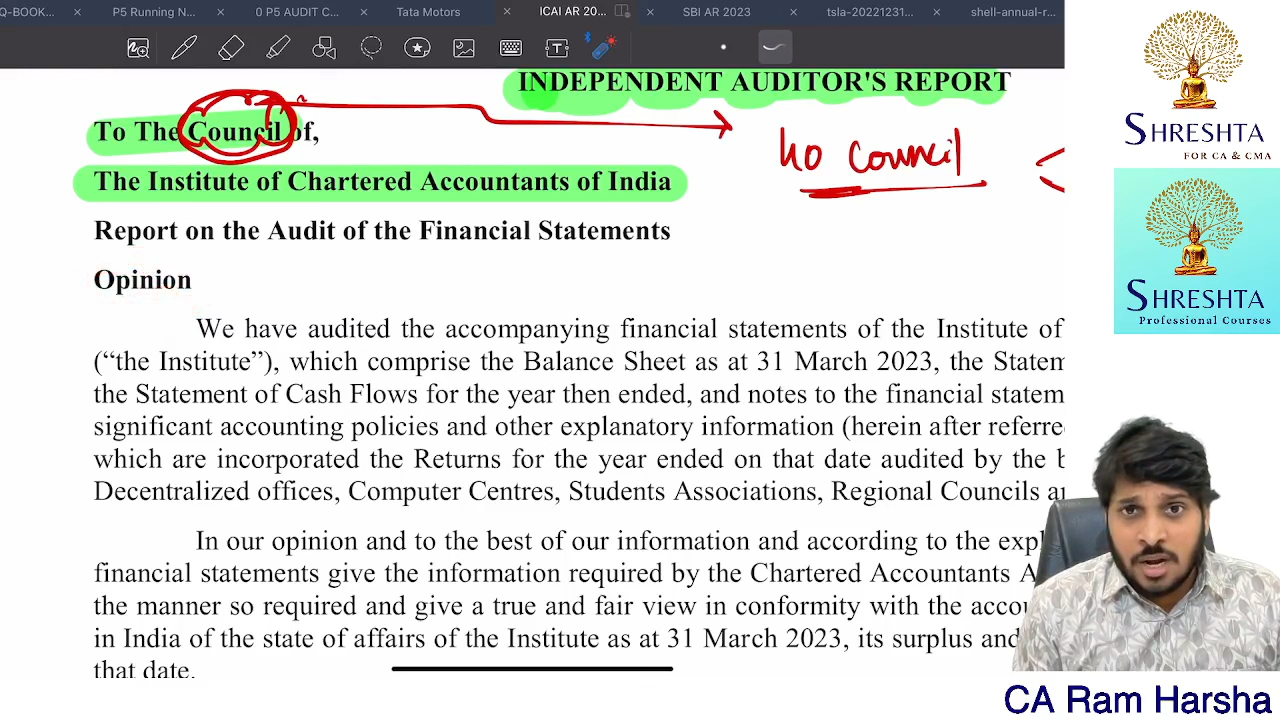 Q-BOOK... × P5 Running N... × 0 P5 AUDIT C... × Tata Motors × ICAI AR 20... × SBI AR 2023 × tsla-20221231... × shell-annual-r...
INDEPENDENT AUDITOR'S REPORT
To The Council of,
Council
The Institute of Chartered Accountants of India
Report on the Audit of the Financial Statements
Opinion
We have audited the accompanying financial statements of the Institute of
(“the Institute”), which comprise the Balance Sheet as at 31 March 2023, the Statem
the Statement of Cash Flows for the year then ended, and notes to the financial statem
significant accounting policies and other explanatory information (herein after referre
which are incorporated the Returns for the year ended on that date audited by the b
Decentralized offices, Computer Centres, Students Associations, Regional Councils a
In our opinion and to the best of our information and according to the expl
financial statements give the information required by the Chartered Accountants A
the manner so required and give a true and fair view in conformity with the accou
in India of the state of affairs of the Institute as at 31 March 2023, its surplus and
that date.
SHRESHTA
FOR CA & CMA
SHRESHTA
Professional Courses
CA Ram Harsha